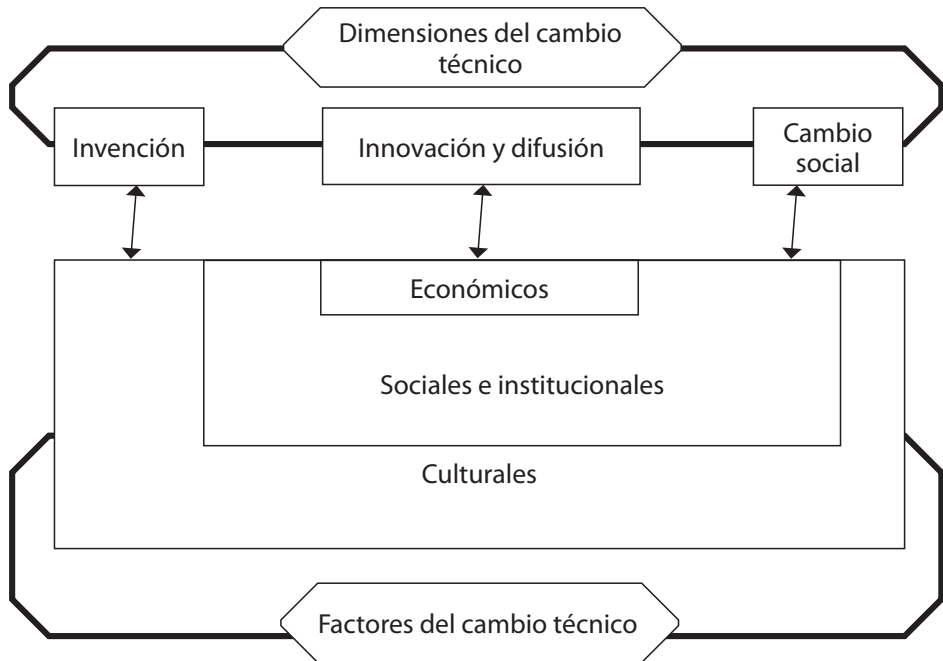 Dimensiones del cambio
técnico
Invención
Innovación y difusión
Cambio
social
Económicos
Sociales e institucionales
Culturales
Factores del cambio técnico